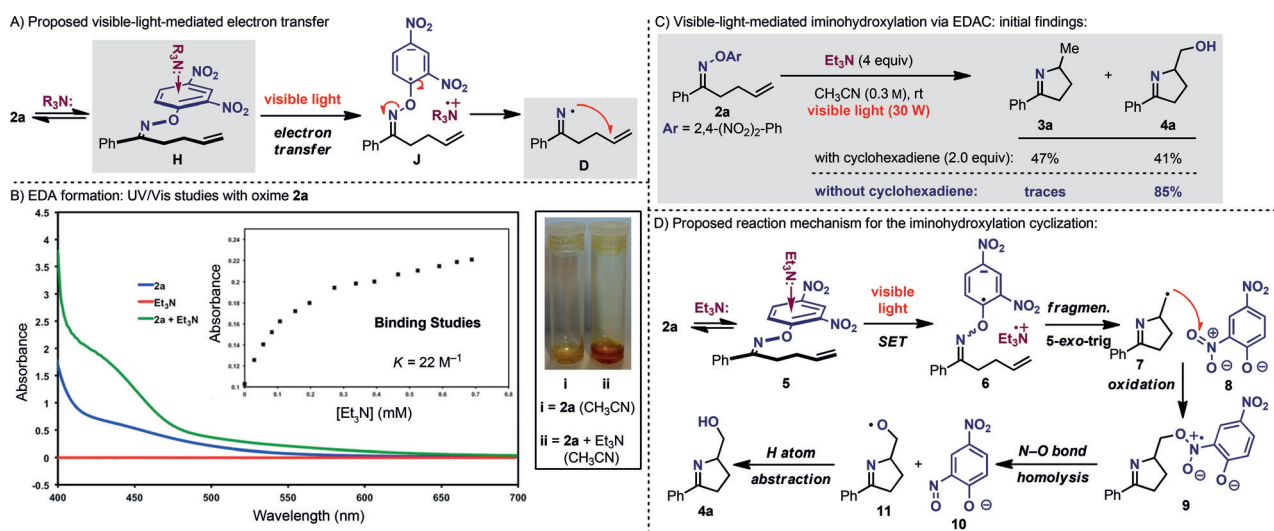 A) Proposed visible-light-mediated electron transfer
NO₂
R₃N:
NO₂
NO₂
NO₂
2a
R₃N:
N
O
visible light
electron
transfer
O
N
R₃N•+
Ph
H
Ph
J
N•
Ph
D
B) EDA formation: UV/Vis studies with oxime 2a
4.5
4
3.5
3
2.5
2
1.5
1
0.5
0
-0.5
Absorbance
400
450
500
550
600
650
700
Wavelength (nm)
2a
Et₃N
2a + Et₃N
0.24
0.22
0.2
0.18
0.16
0.14
0.12
0.1
Absorbance
Binding Studies
K = 22 M⁻¹
0
0.1
0.2
0.3
0.4
0.5
0.6
0.7
0.8
[Et₃N] (mM)
i
ii
i = 2a (CH₃CN)
ii = 2a + Et₃N
(CH₃CN)
C) Visible-light-mediated iminohydroxylation via EDAC: initial findings:
N
OAr
Ph
2a
Ar = 2,4-(NO₂)₂-Ph
Et₃N (4 equiv)
CH₃CN (0.3 M), rt
visible light (30 W)
Me
N
Ph
3a
+
OH
N
Ph
4a
with cyclohexadiene (2.0 equiv):
47%
41%
without cyclohexadiene:
traces
85%
D) Proposed reaction mechanism for the iminohydroxylation cyclization:
2a
Et₃N:
Et₃N:
NO₂
NO₂
N
O
Ph
5
visible
light
SET
NO₂
NO₂
O
N
Et₃N•+
Ph
6
fragmen.
5-exo-trig
N
Ph
7
NO₂
O
N
O
O
8
oxidation
NO₂
O
N
O
O
N
Ph
9
N–O bond
homolysis
NO₂
N
O
O
10
+
•O
N
Ph
11
H atom
abstraction
HO
N
Ph
4a